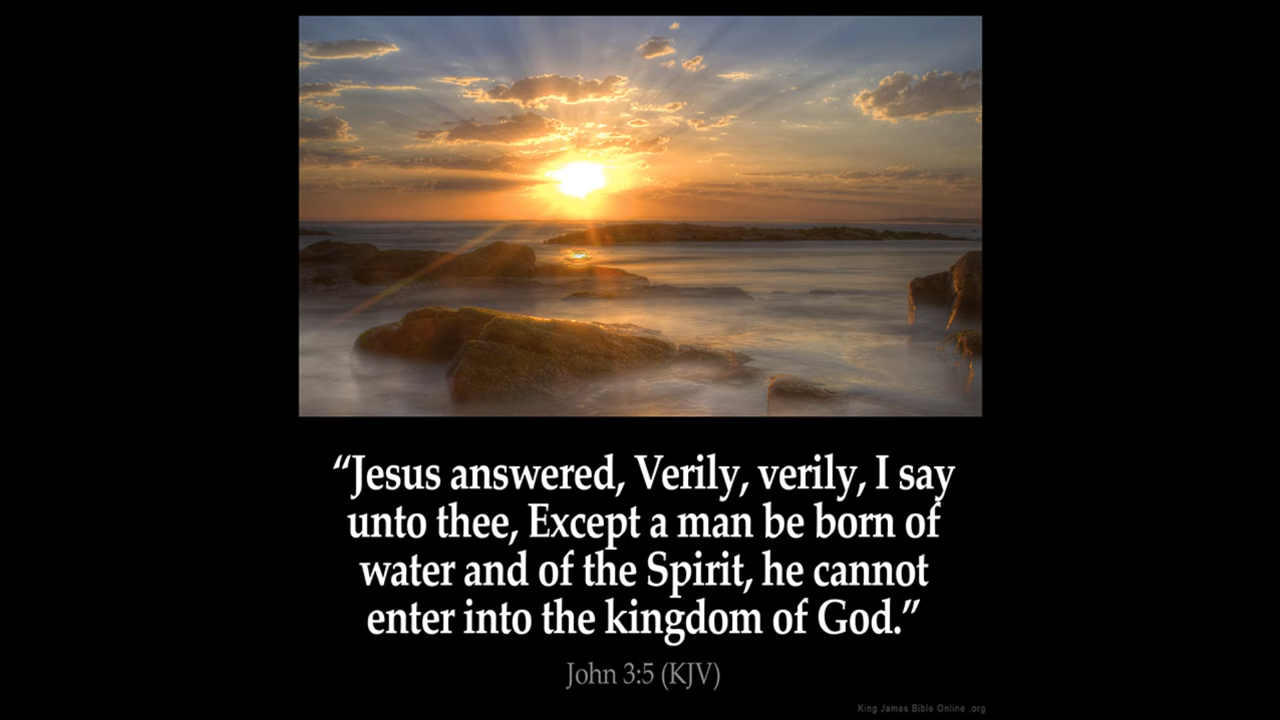 “Jesus answered, Verily, verily, I say
unto thee, Except a man be born of
water and of the Spirit, he cannot
enter into the kingdom of God.”
John 3:5 (KJV)
King James Bible Online .org